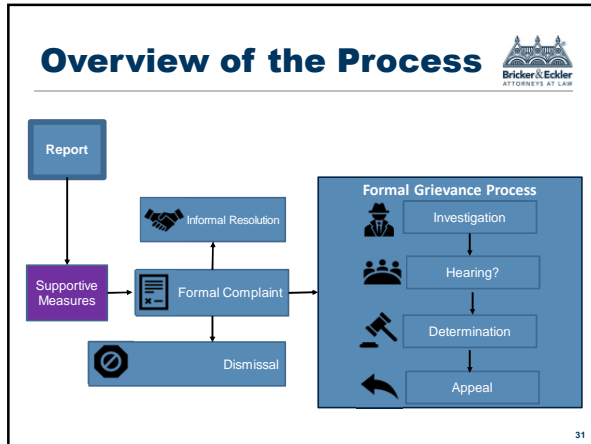 Overview of the Process
Bricker&Eckler
ATTORNEYS AT LAW
Report
Formal Grievance Process
Informal Resolution
Investigation
Supportive
Measures
Formal Complaint
Hearing?
Determination
Dismissal
Appeal
31